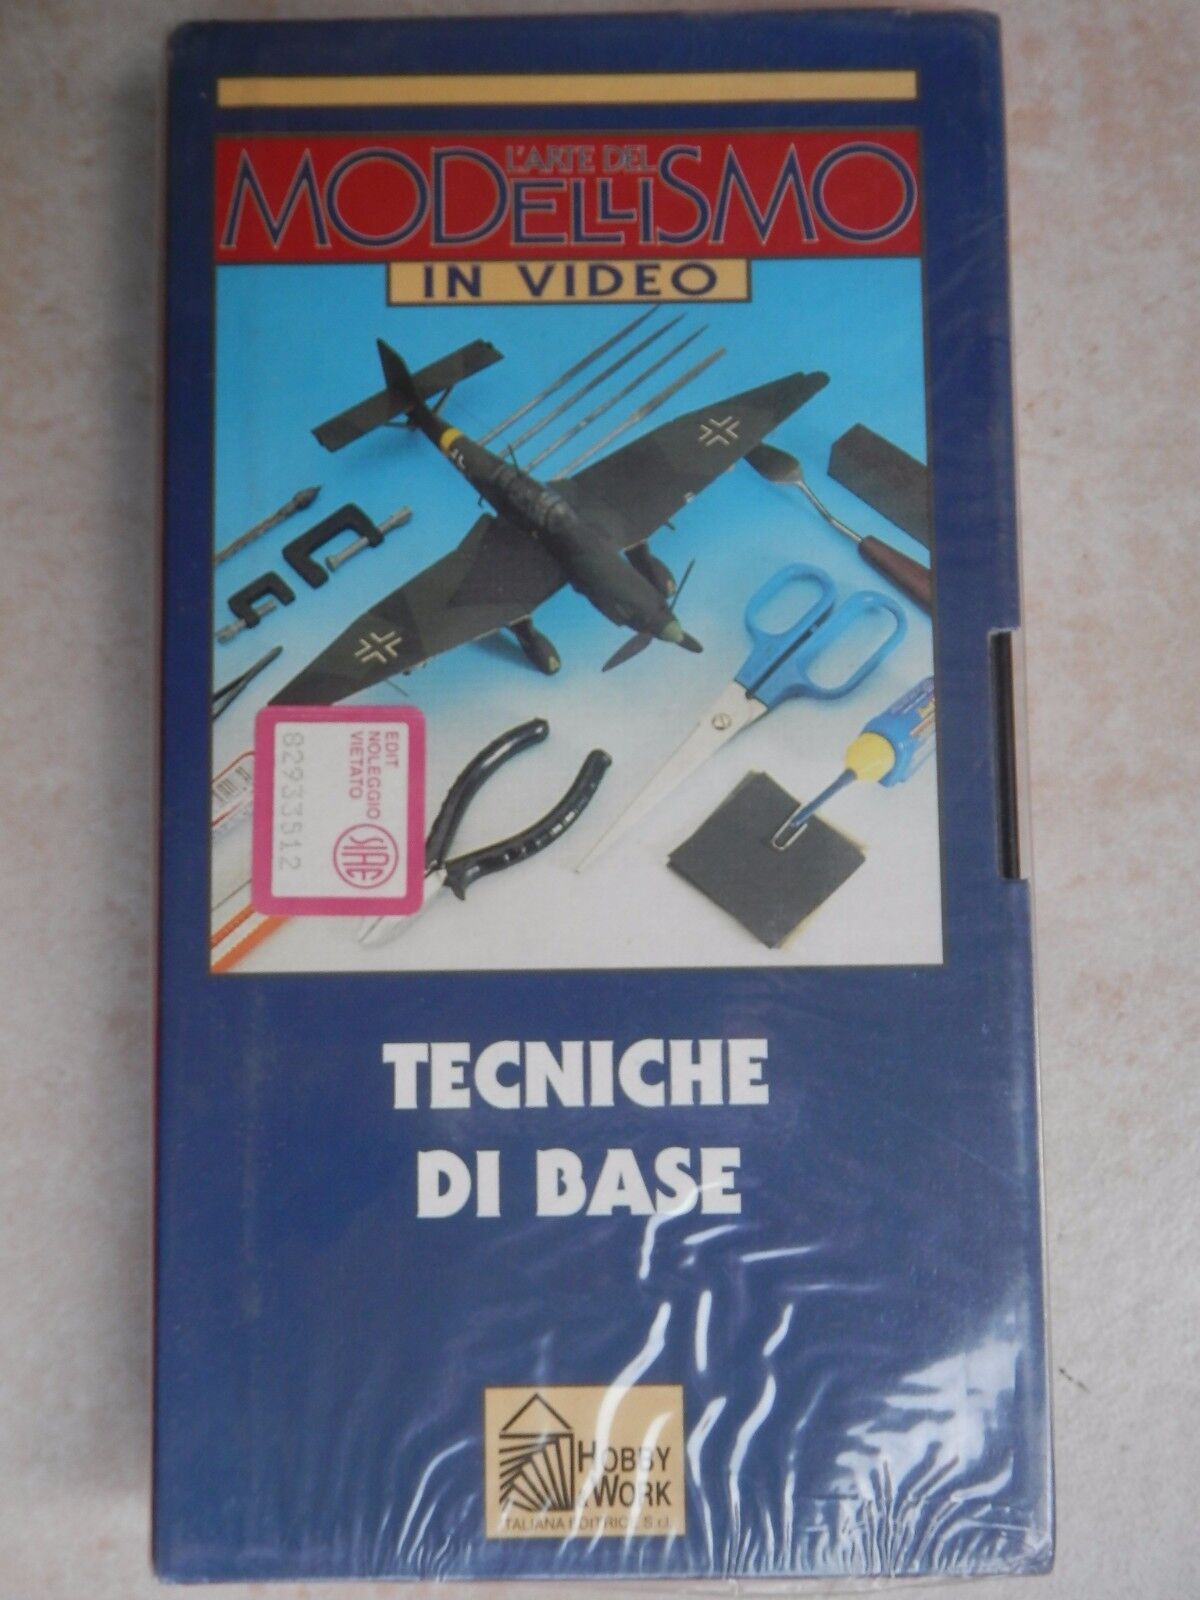 L'ARTE DEL
MODELLISMO
IN VIDEO
EDIT
NOLEGGIO
VIETATO
SIAE
82933512
TECNICHE
DI BASE
HOBBY
&WORK
ITALIANA EDITRICE S.r.l.